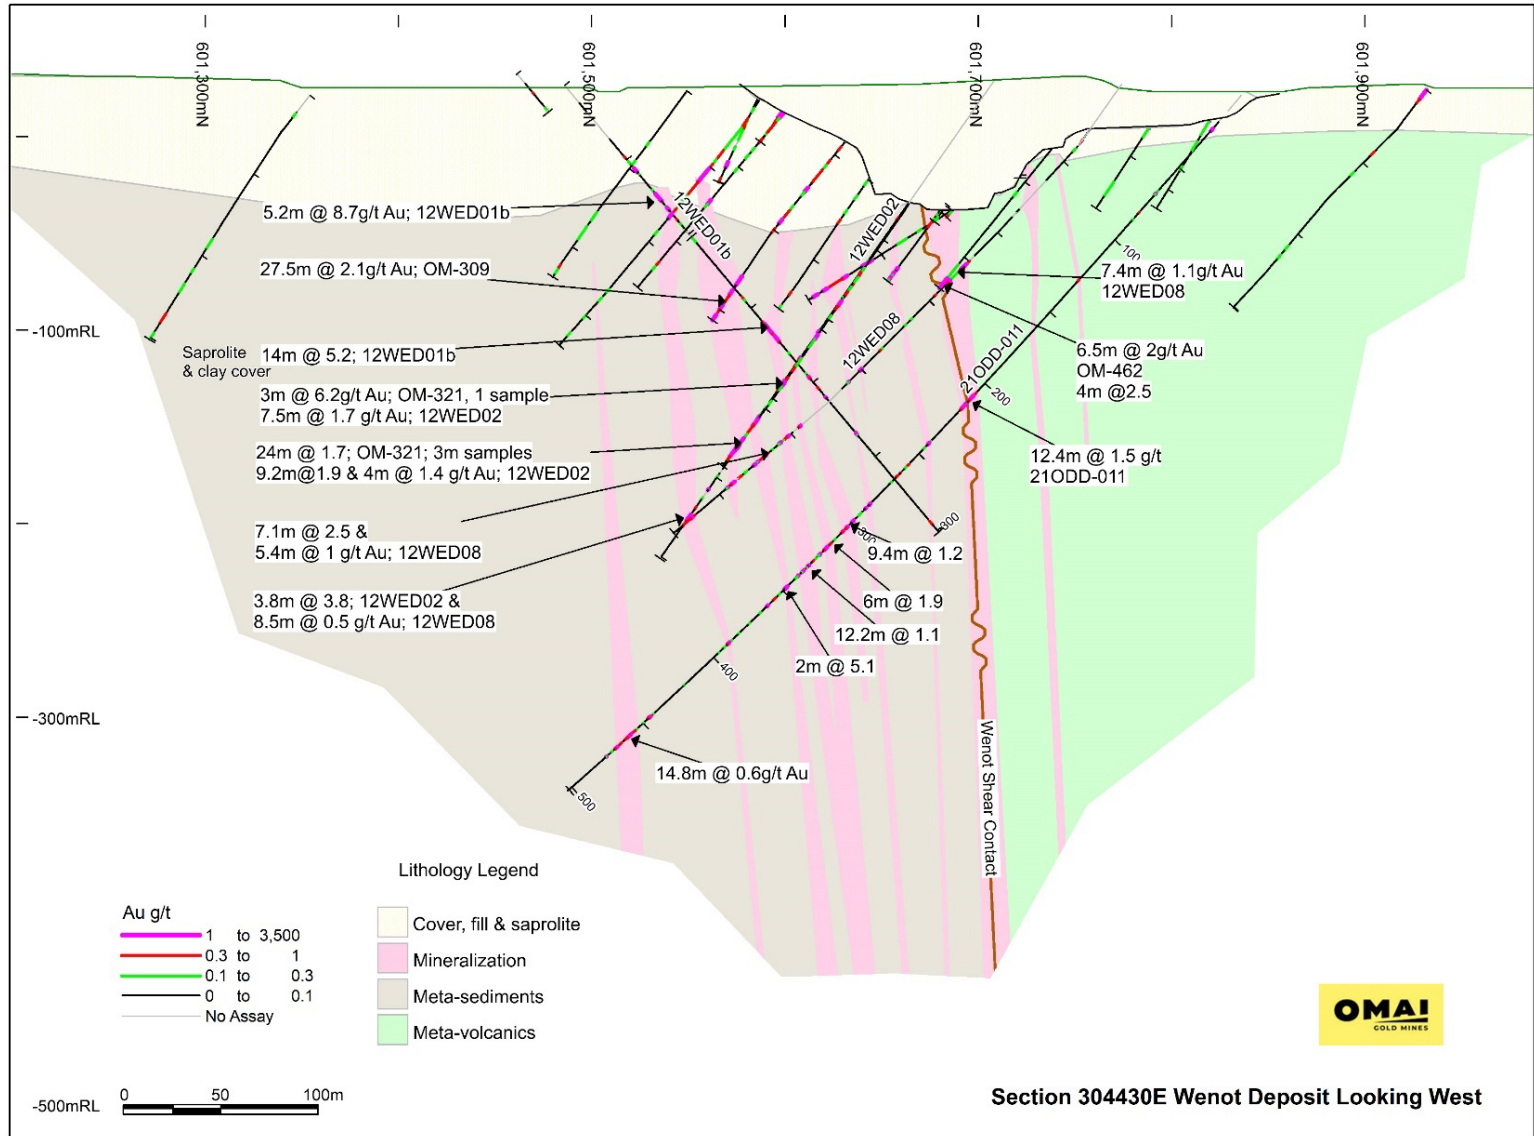 601,300mN
601,500mN
601,700mN
601,900mN
5.2m @ 8.7g/t Au; 12WED01b
12WED01b
12WED02
27.5m @ 2.1g/t Au; OM-309
100
7.4m @ 1.1g/t Au
12WED08
-100mRL
Saprolite
& clay cover
14m @ 5.2; 12WED01b
12WED08
21ODD-011
6.5m @ 2g/t Au
OM-462
4m @2.5
3m @ 6.2g/t Au; OM-321, 1 sample
7.5m @ 1.7 g/t Au; 12WED02
200
24m @ 1.7; OM-321; 3m samples
9.2m@1.9 & 4m @ 1.4 g/t Au; 12WED02
12.4m @ 1.5 g/t
21ODD-011
7.1m @ 2.5 &
5.4m @ 1 g/t Au; 12WED08
300
300
9.4m @ 1.2
3.8m @ 3.8; 12WED02 &
8.5m @ 0.5 g/t Au; 12WED08
6m @ 1.9
12.2m @ 1.1
2m @ 5.1
400
-300mRL
Wenot Shear Contact
14.8m @ 0.6g/t Au
500
Lithology Legend
Au g/t
1 to 3,500
0.3 to 1
0.1 to 0.3
0 to 0.1
No Assay
Cover, fill & saprolite
Mineralization
Meta-sediments
Meta-volcanics
OMAI
GOLD MINES
-500mRL
0 50 100m
Section 304430E Wenot Deposit Looking West